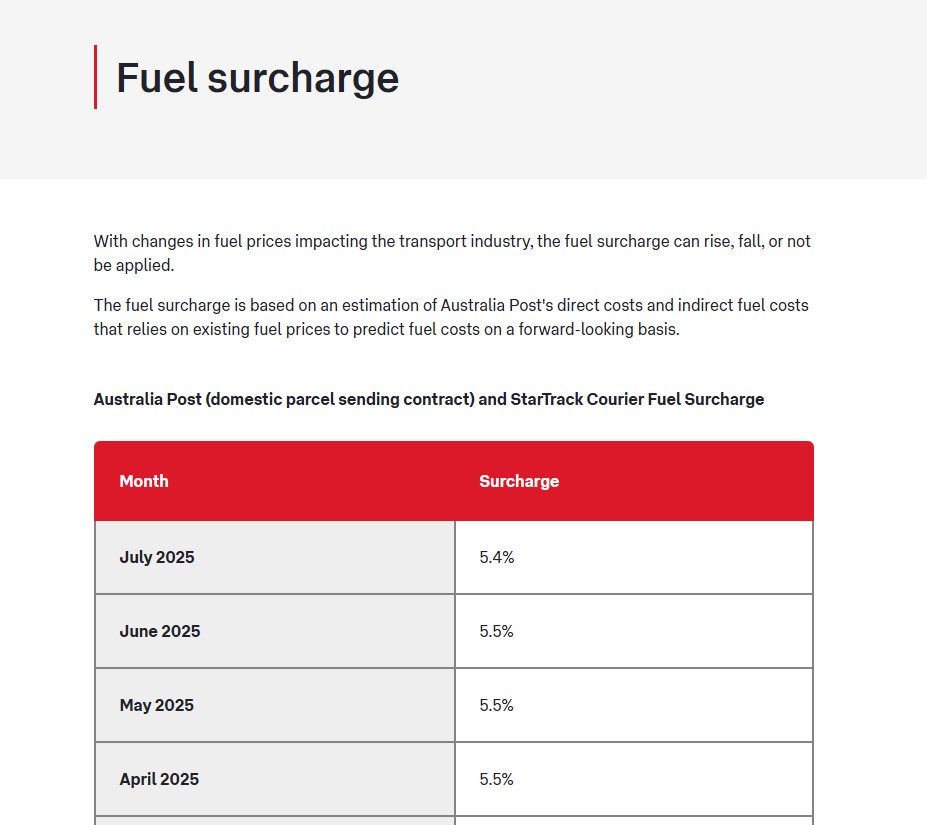 Fuel surcharge
With changes in fuel prices impacting the transport industry, the fuel surcharge can rise, fall, or not
be applied.
The fuel surcharge is based on an estimation of Australia Post's direct costs and indirect fuel costs
that relies on existing fuel prices to predict fuel costs on a forward-looking basis.
Australia Post (domestic parcel sending contract) and StarTrack Courier Fuel Surcharge
Month Surcharge
July 2025 5.4%
June 2025 5.5%
May 2025 5.5%
April 2025 5.5%